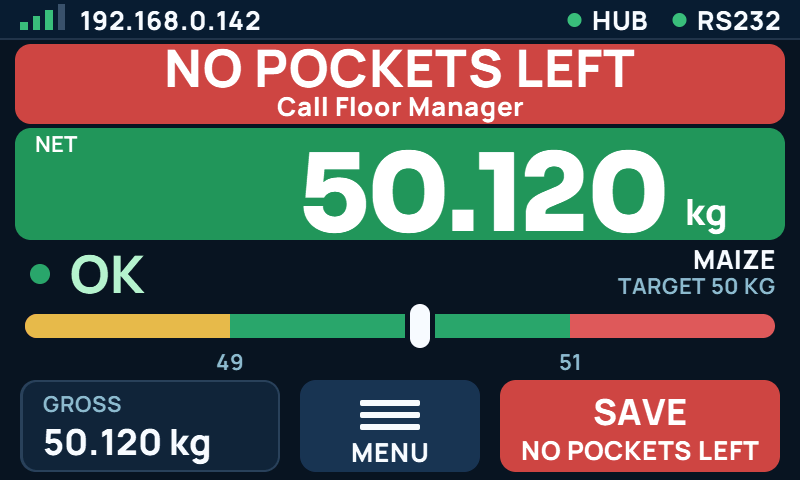 192.168.0.142
HUB
RS232
NO POCKETS LEFT
Call Floor Manager
NET
50.120 kg
OK
MAIZE
TARGET 50 KG
49
51
GROSS
50.120 kg
MENU
SAVE
NO POCKETS LEFT